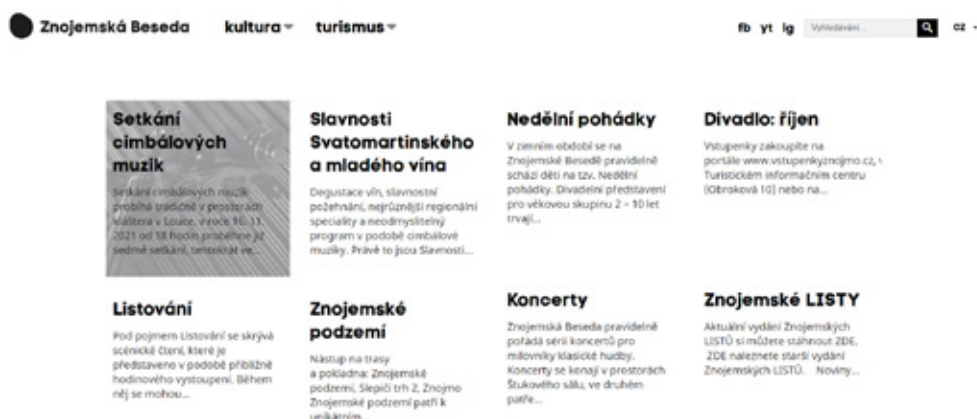 Znojemská Beseda kultura turismus fb yt ig Vyhledávání... cz
Setkání
cimbálových
muzik
Setkání cimbálových muzik
probíhá tradičně v prostorách
kláštera v Louce. v roce 16. 11.
2021 od 18 hodin proběhne již
sedmé setkání, tentokrát ve...
Slavnosti
Svatomartinského
a mladého vína
Degustace vín, slavnostní
požehnání, nejrůznější regionální
speciality a neodmyslitelný
program v podobě cimbálové
muziky. Právě to jsou Slavnosti...
Nedělní pohádky
V zimním období se na
Znojemské Besedě pravidelně
schází děti na tzv. Nedělní
pohádky. Divadelní představení
pro věkovou skupinu 2 – 10 let
trvají...
Divadlo: říjen
Vstupenky zakoupíte na
portále www.vstupenkyznojmo.cz, v
Turistickém informačním centru
(Obroková 10) nebo na...
Listování
Pod pojmem Listování se skrývá
scénické čtení, které je
představeno v podobě přibližně
hodinového vystoupení. Během
něj se mohou...
Znojemské
podzemí
Nástup na trasy
a pokladna: Znojemské
podzemí, Slepičí trh 2, Znojmo
Znojemské podzemí patří k
unikátním...
Koncerty
Znojemská Beseda pravidelně
pořádá sérii koncertů pro
milovníky klasické hudby.
Koncerty se konají v prostorách
Štukového sálu, ve druhém
patře...
Znojemské LISTY
Aktuální vydání Znojemských
LISTŮ si můžete stáhnout ZDE.
ZDE naleznete starší vydání
Znojemských LISTŮ. Noviny...